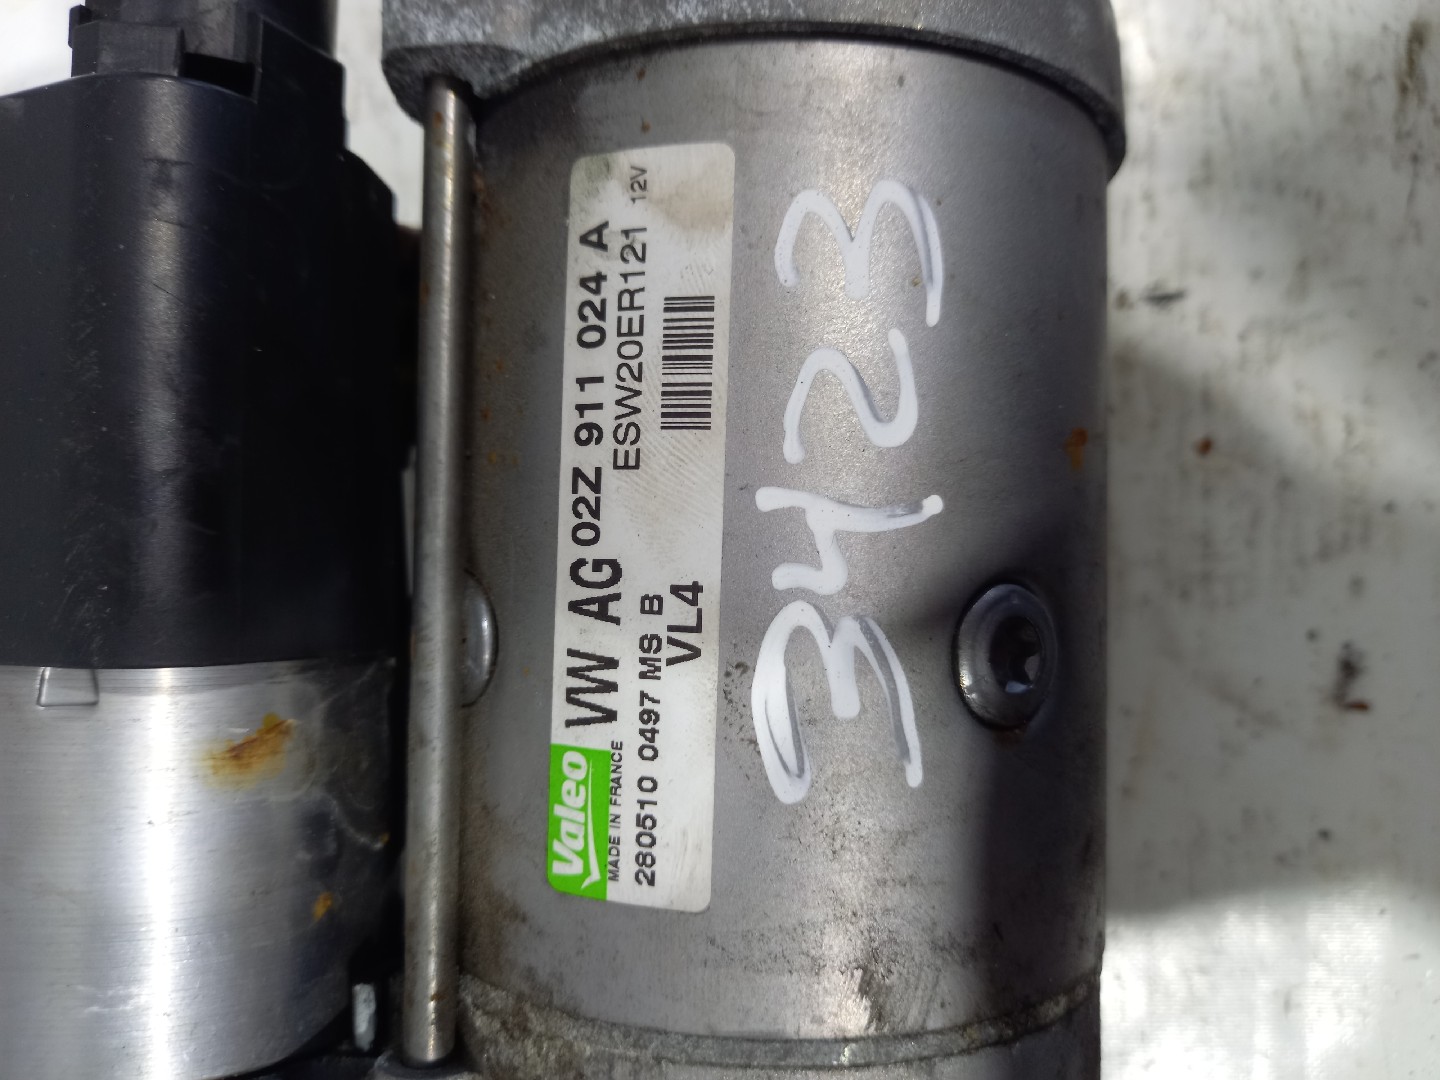 Valeo VW AG 02Z 911 024 A
MADE IN FRANCE ESW20ER121 12V
280510 0497 MS B
VL4
3423